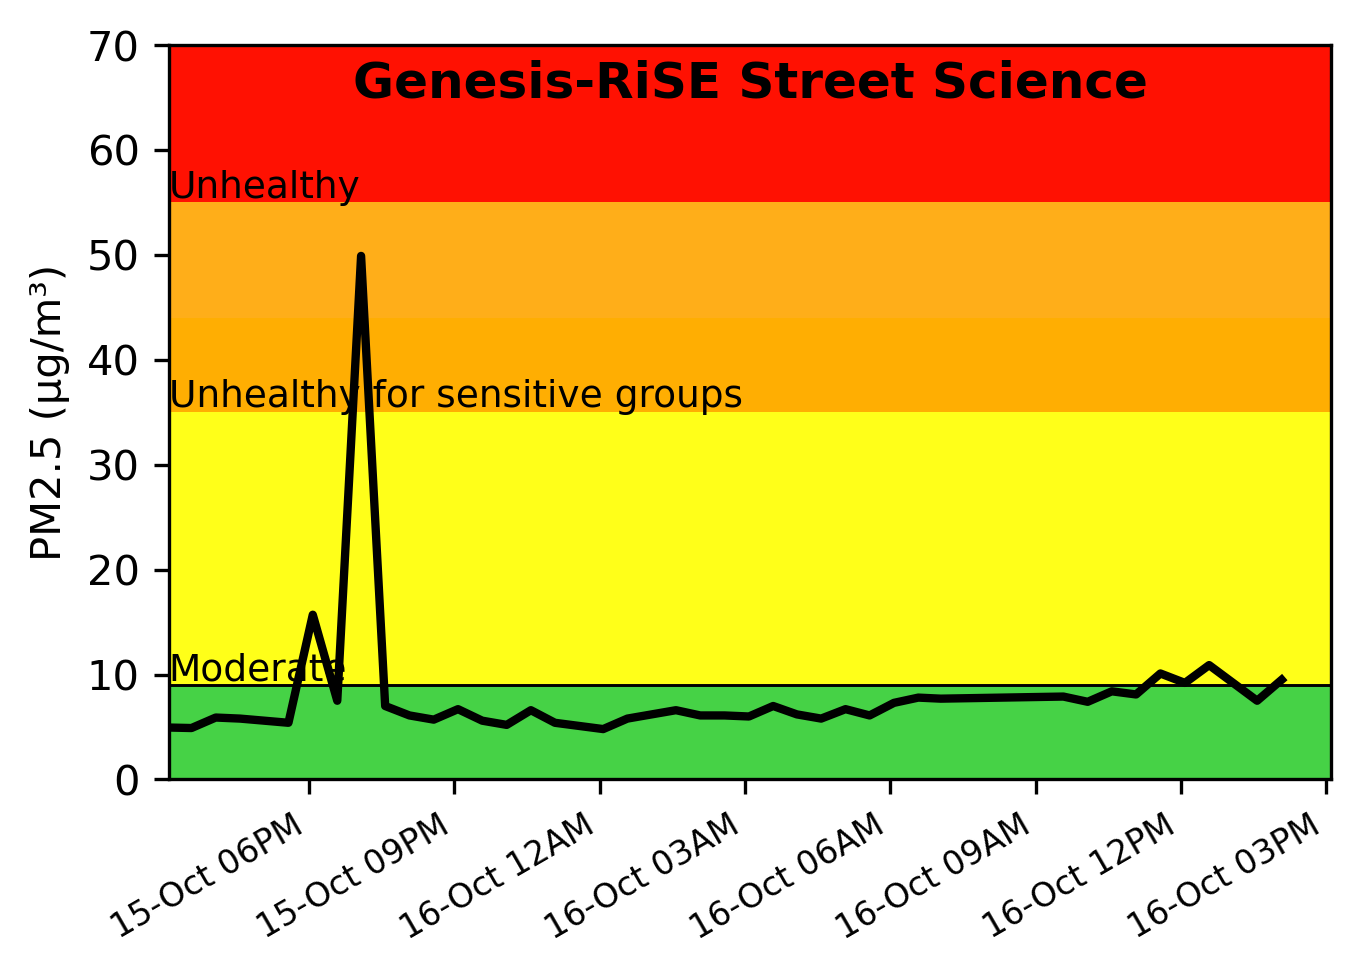 Genesis-RiSE Street Science
PM2.5 (µg/m³)
70
60
50
40
30
20
10
0
Unhealthy
Unhealthy for sensitive groups
Moderate
15-Oct 06PM
15-Oct 09PM
16-Oct 12AM
16-Oct 03AM
16-Oct 06AM
16-Oct 09AM
16-Oct 12PM
16-Oct 03PM